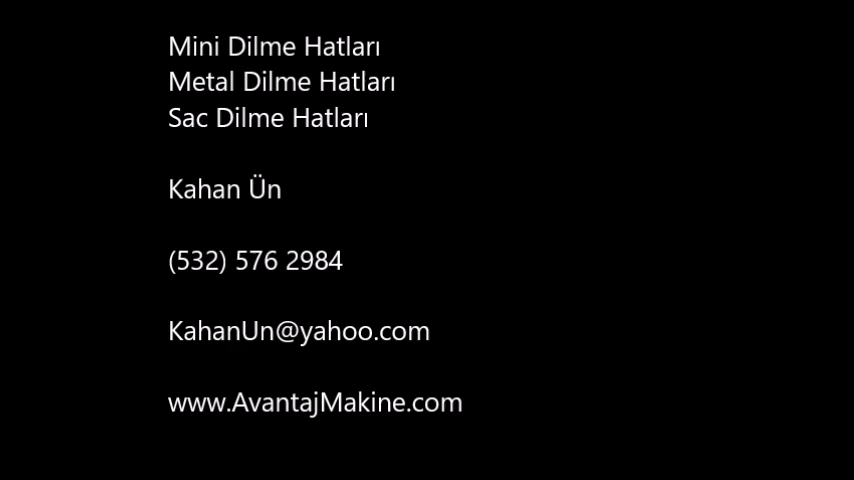 Mini Dilme Hatları
Metal Dilme Hatları
Sac Dilme Hatları
Kahan Ün
(532) 576 2984
KahanUn@yahoo.com
www.AvantajMakine.com